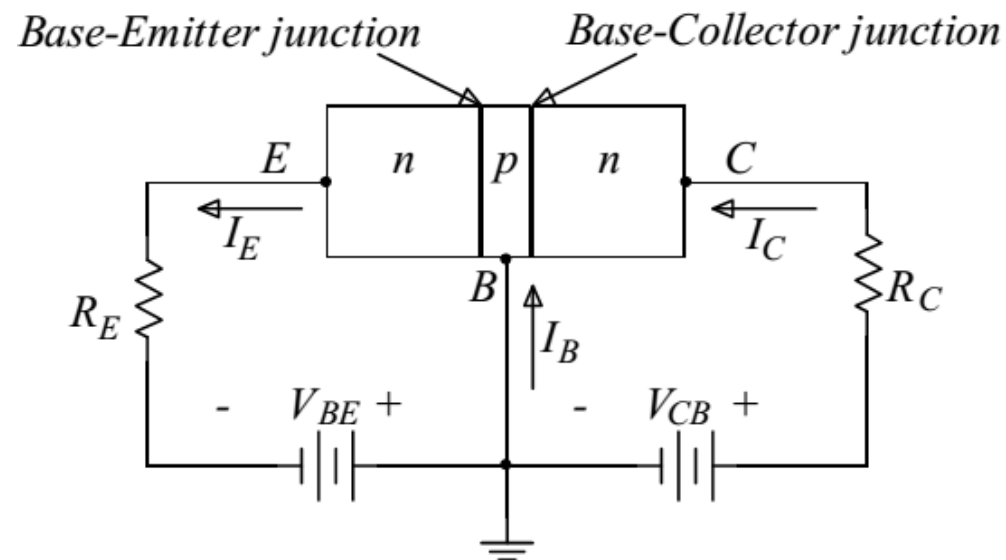 Base-Emitter junction
Base-Collector junction
E
n
p
n
C
I_E
I_C
B
R_E
R_C
I_B
- V_BE +
- V_CB +